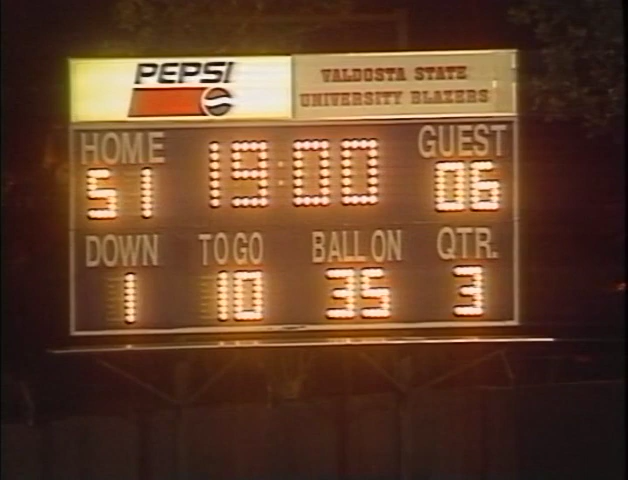 PEPSI
VALDOSTA STATE
UNIVERSITY BLAZERS
HOME 19:00 GUEST
51 06
DOWN TO GO BALL ON QTR.
1 10 35 3